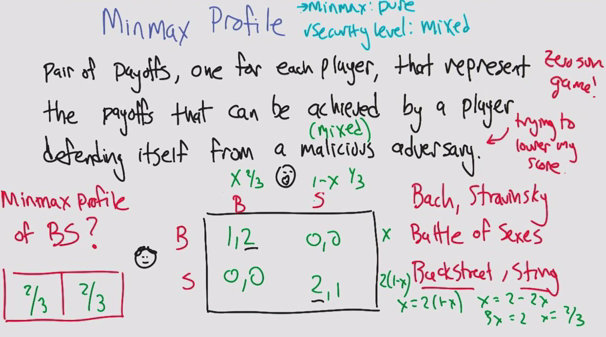 Minmax Profile
→Minmax: pure
√Security level: mixed
Pair of payoffs, one for each player, that represent
the payoffs that can be achieved by a player
(mixed)
defending itself from a malicious adversary.
Zero sum
game!
trying to
lower my
score
Minmax profile
of BS?
2/3 2/3
X 2/3 1-X 1/3
B S
B 1,2 0,0 X
S 0,0 2,1 2(1-x)
Bach, Stravinsky
Battle of Sexes
Backstreet, Sting
x=2(1-x) x=2-2x
3x=2 x=2/3